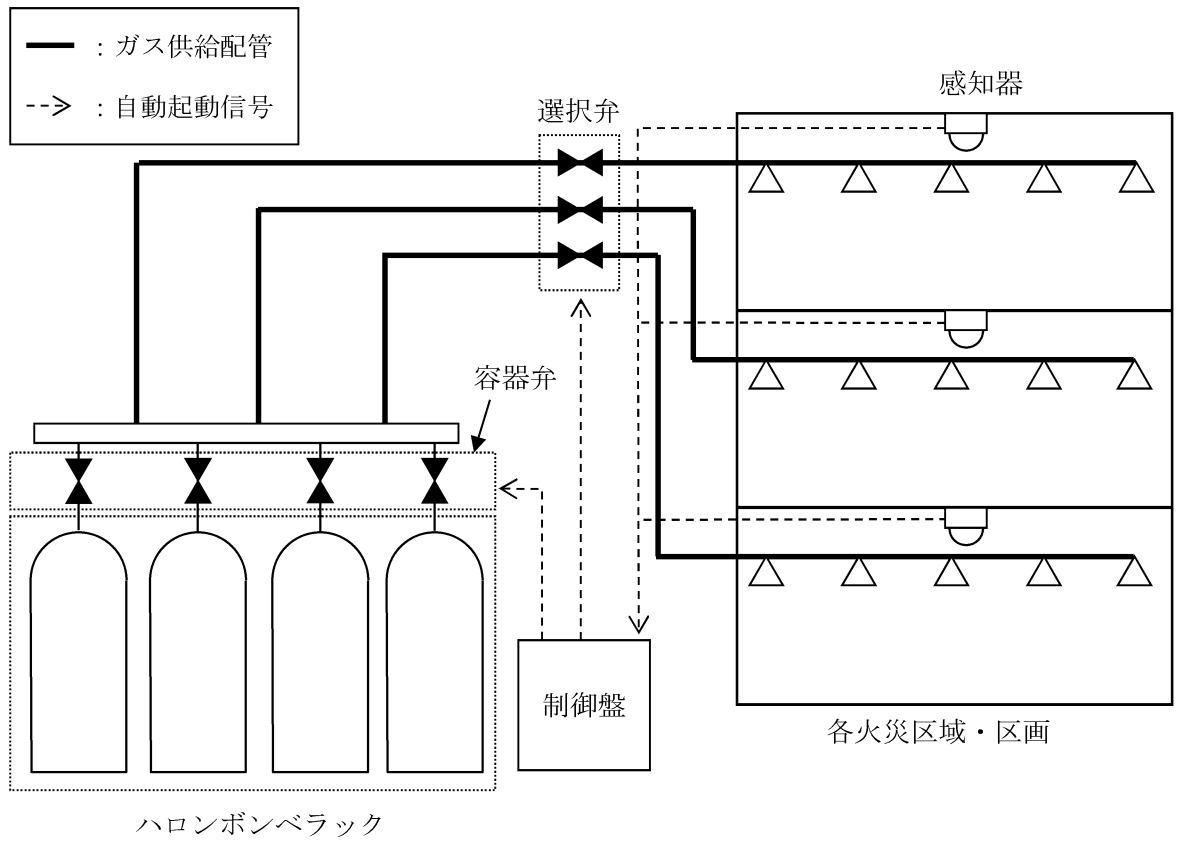 ：ガス供給配管
：自動起動信号
感知器
選択弁
容器弁
制御盤
各火災区域・区画
ハロンボンベラック